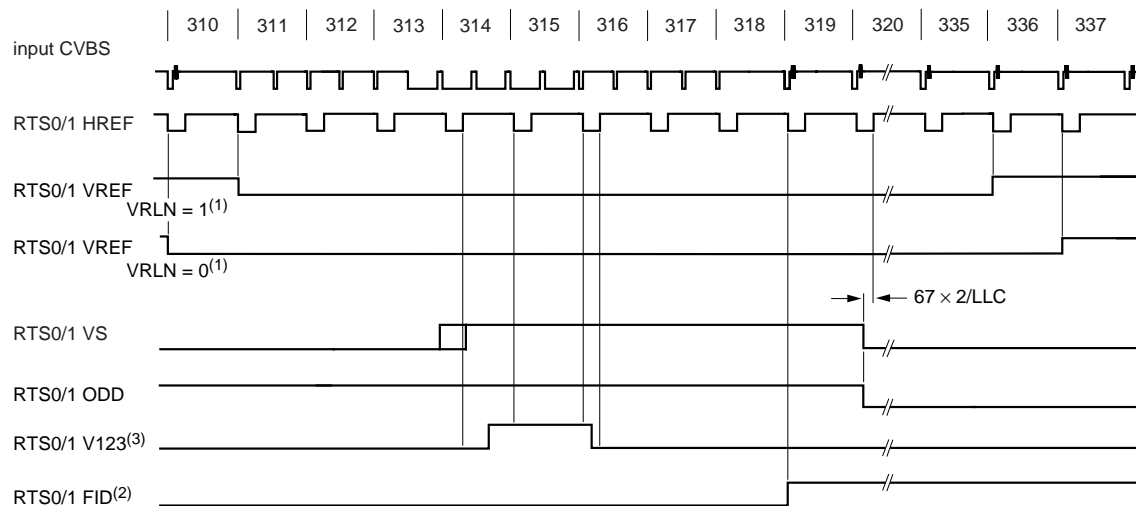 310 311 312 313 314 315 316 317 318 319 320 335 336 337
input CVBS
RTS0/1 HREF
RTS0/1 VREF
VRLN = 1(1)
RTS0/1 VREF
VRLN = 0(1)
67 × 2/LLC
RTS0/1 VS
RTS0/1 ODD
RTS0/1 V123(3)
RTS0/1 FID(2)